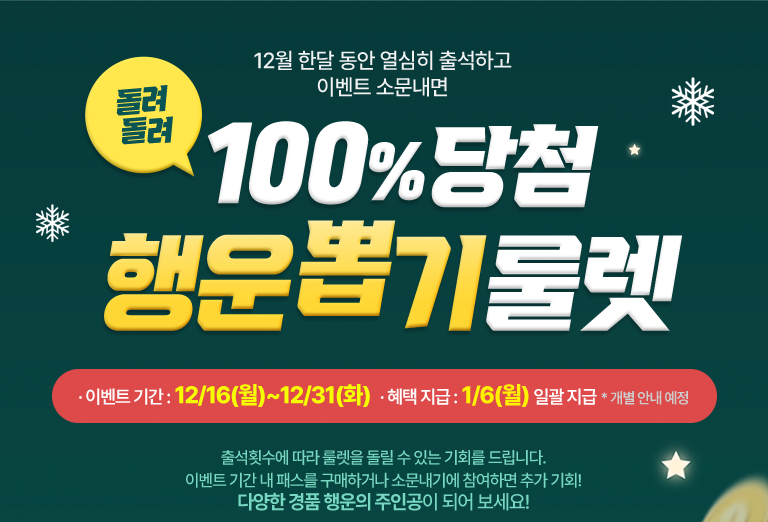 12월 한달 동안 열심히 출석하고
이벤트 소문내면
돌려
돌려
100%당첨
행운뽑기룰렛
· 이벤트 기간 : 12/16(월)~12/31(화) · 혜택 지급 : 1/6(월) 일괄 지급 * 개별 안내 예정
출석횟수에 따라 룰렛을 돌릴 수 있는 기회를 드립니다.
이벤트 기간 내 패스를 구매하거나 소문내기에 참여하면 추가 기회!
다양한 경품 행운의 주인공이 되어 보세요!